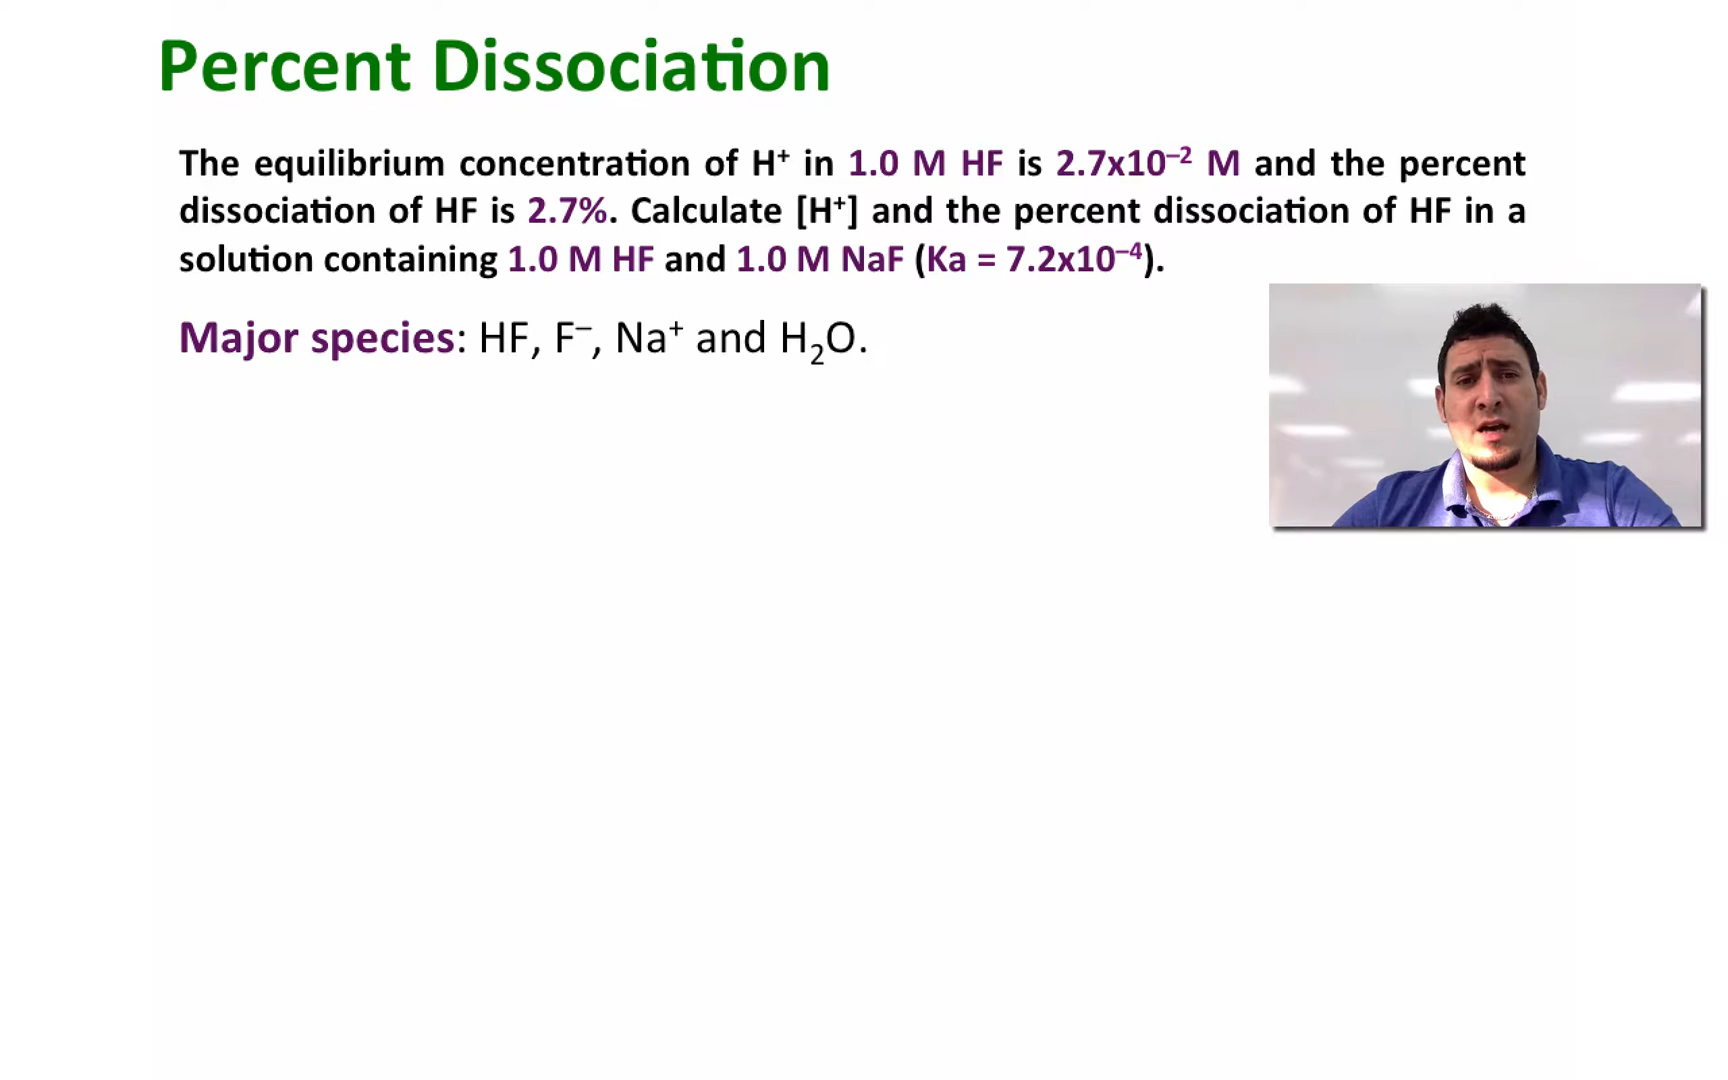 Percent Dissociation
The equilibrium concentration of H⁺ in 1.0 M HF is 2.7x10⁻² M and the percent
dissociation of HF is 2.7%. Calculate [H⁺] and the percent dissociation of HF in a
solution containing 1.0 M HF and 1.0 M NaF (Ka = 7.2x10⁻⁴).
Major species: HF, F⁻, Na⁺ and H₂O.